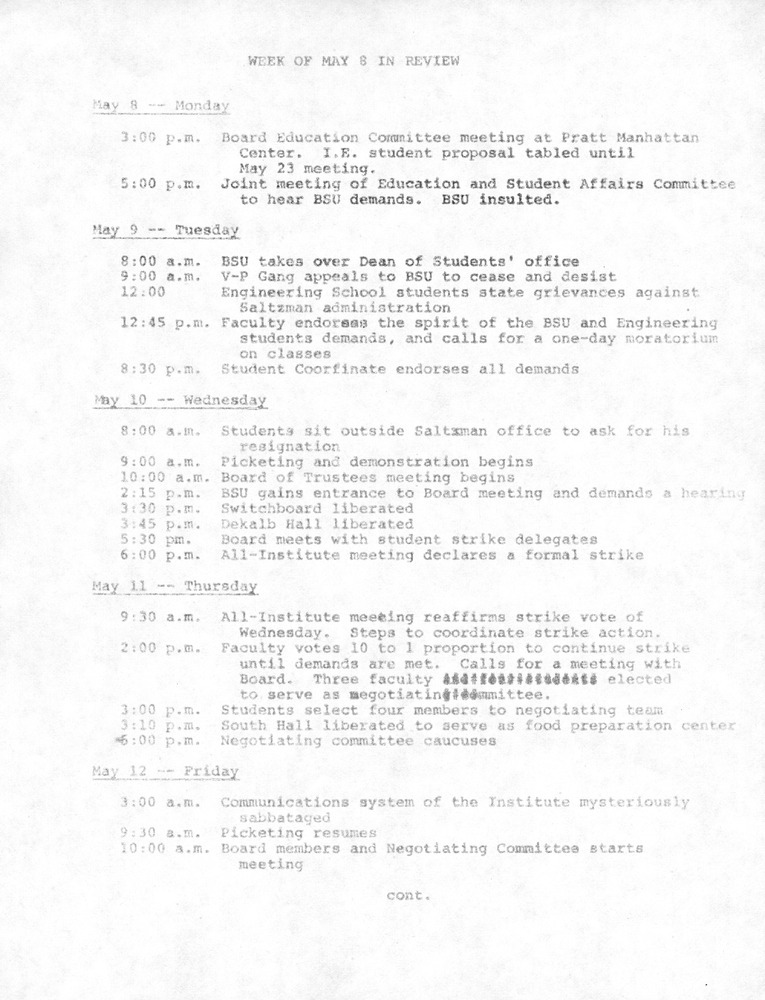 WEEK OF MAY 8 IN REVIEW
May 8 -- Monday
3:00 p.m. Board Education Committee meeting at Pratt Manhattan
Center. I.E. student proposal tabled until
May 23 meeting.
5:00 p.m. Joint meeting of Education and Student Affairs Committee
to hear BSU demands. BSU insulted.
May 9 -- Tuesday
8:00 a.m. BSU takes over Dean of Students' office
9:00 a.m. V-P Gang appeals to BSU to cease and desist
12:00 Engineering School students state grievances against
Saltzman administration
12:45 p.m. Faculty endorses the spirit of the BSU and Engineering
students demands, and calls for a one-day moratorium
on classes
8:30 p.m. Student Coorfinate endorses all demands
May 10 -- Wednesday
8:00 a.m. Students sit outside Saltzman office to ask for his
resignation
9:00 a.m. Picketing and demonstration begins
10:00 a.m. Board of Trustees meeting begins
2:15 p.m. BSU gains entrance to Board meeting and demands a hearing
3:30 p.m. Switchboard liberated
3:45 p.m. Dekalb Hall liberated
5:30 pm. Board meets with student strike delegates
6:00 p.m. All-Institute meeting declares a formal strike
May 11 -- Thursday
9:30 a.m. All-Institute meeting reaffirms strike vote of
Wednesday. Steps to coordinate strike action.
2:00 p.m. Faculty votes 10 to 1 proportion to continue strike
until demands are met. Calls for a meeting with
Board. Three faculty elected
to serve as
3:00 p.m. Students select four members to negotiating team
3:10 p.m. South Hall liberated to serve as food preparation center
6:00 p.m. Negotiating committee caucuses
May 12 -- Friday
3:00 a.m. Communications system of the Institute mysteriously
sabbataged
9:30 a.m. Picketing resumes
10:00 a.m. Board members and Negotiating Committee starts
meeting
cont.